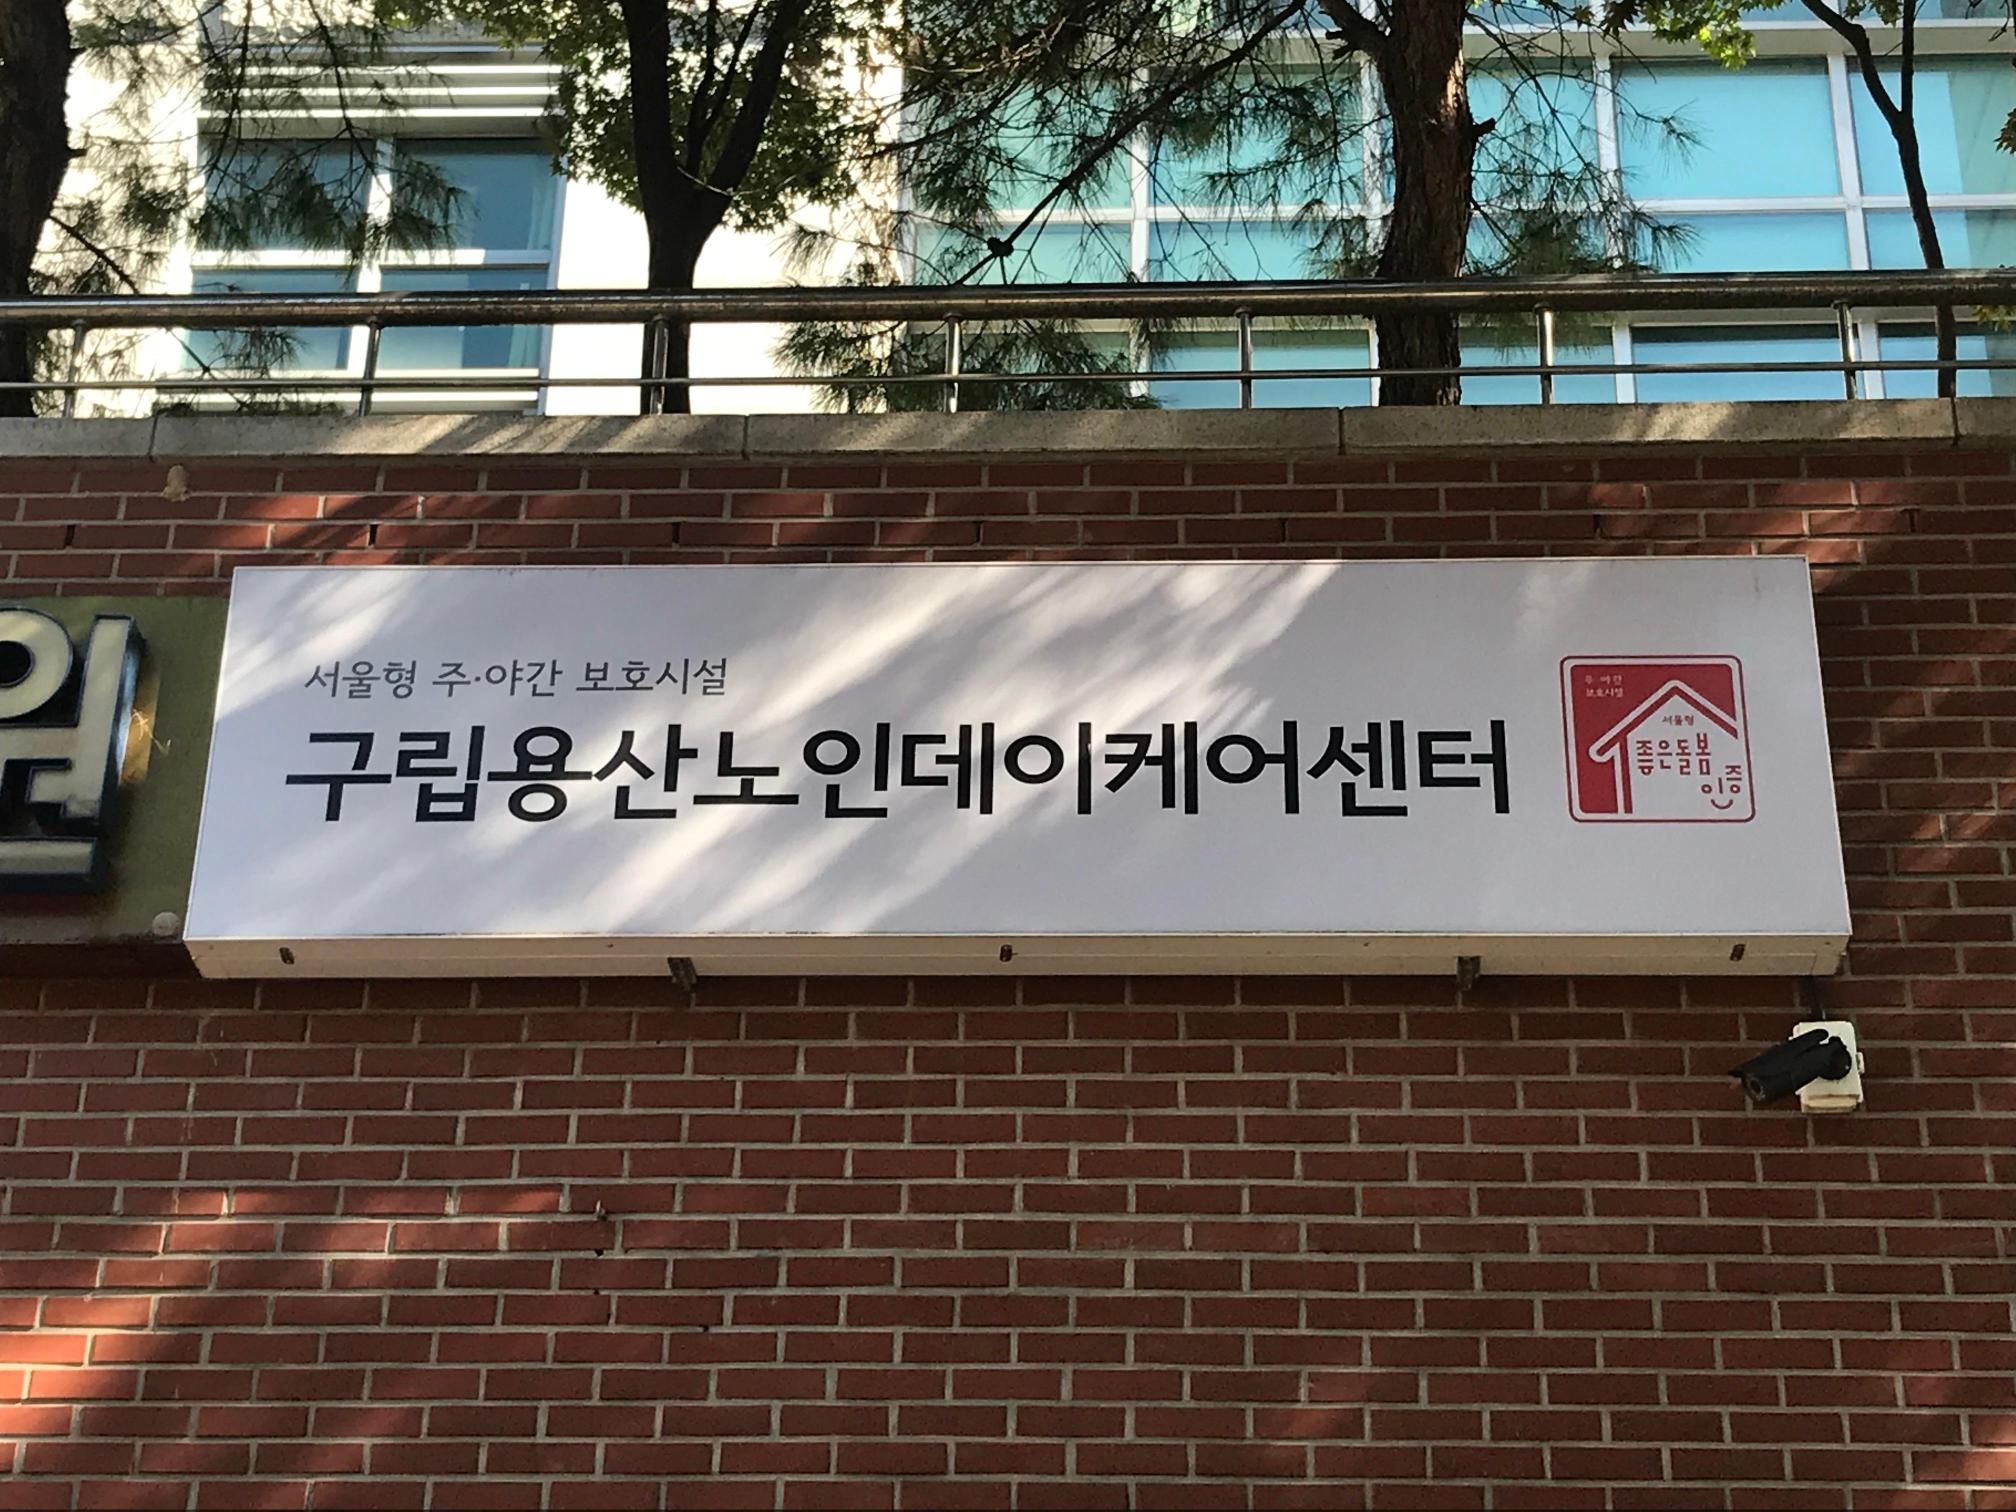 원
서울형 주·야간 보호시설
구립용산노인데이케어센터
주·야간
보호시설
서울형
좋은돌봄
인증